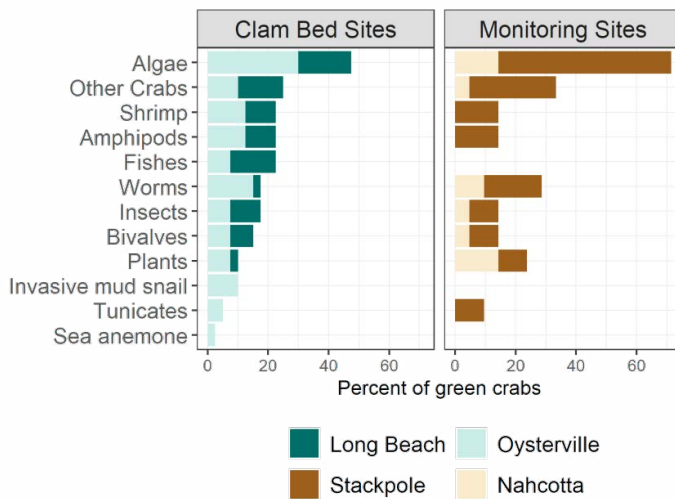 Clam Bed Sites Monitoring Sites
Algae
Other Crabs
Shrimp
Amphipods
Fishes
Worms
Insects
Bivalves
Plants
Invasive mud snail
Tunicates
Sea anemone
0 20 40 60 0 20 40 60
Percent of green crabs
Long Beach Oysterville
Stackpole Nahcotta